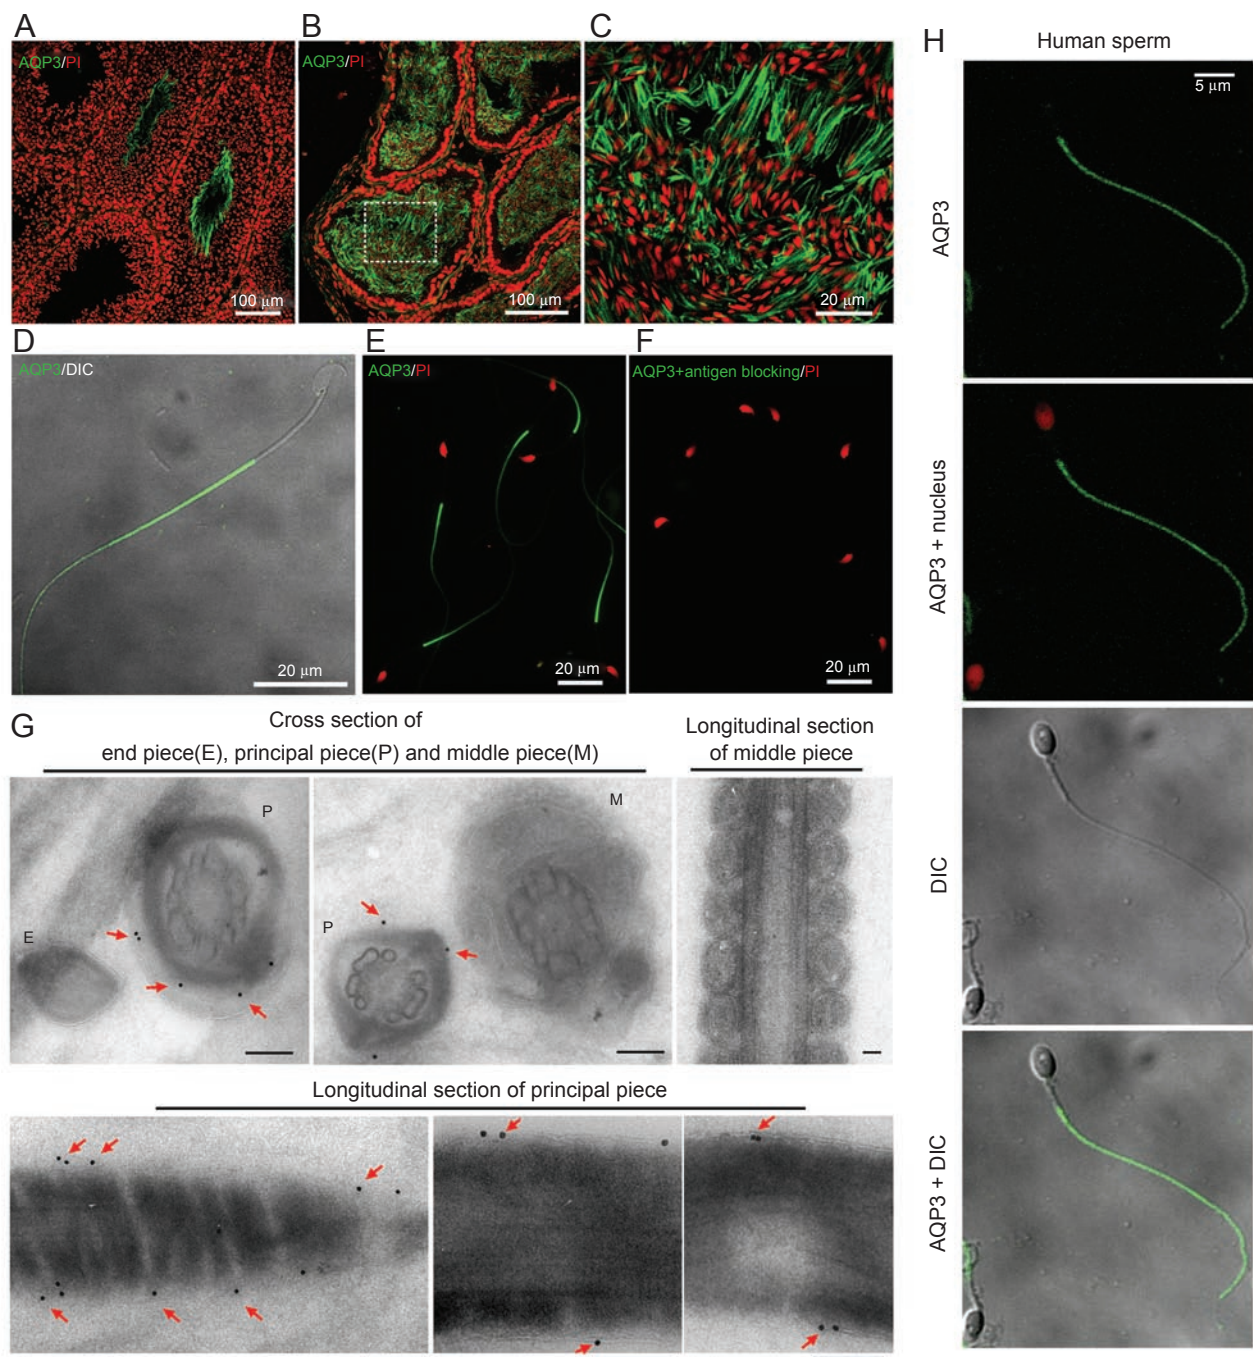 A
AQP3/PI
100 μm
B
AQP3/PI
100 μm
C
20 μm
D
AQP3/DIC
20 μm
E
AQP3/PI
20 μm
F
AQP3+antigen blocking/PI
20 μm
G
Cross section of
end piece(E), principal piece(P) and middle piece(M)
Longitudinal section
of middle piece
P
E
M
P
Longitudinal section of principal piece
H
Human sperm
5 μm
AQP3
AQP3 + nucleus
DIC
AQP3 + DIC